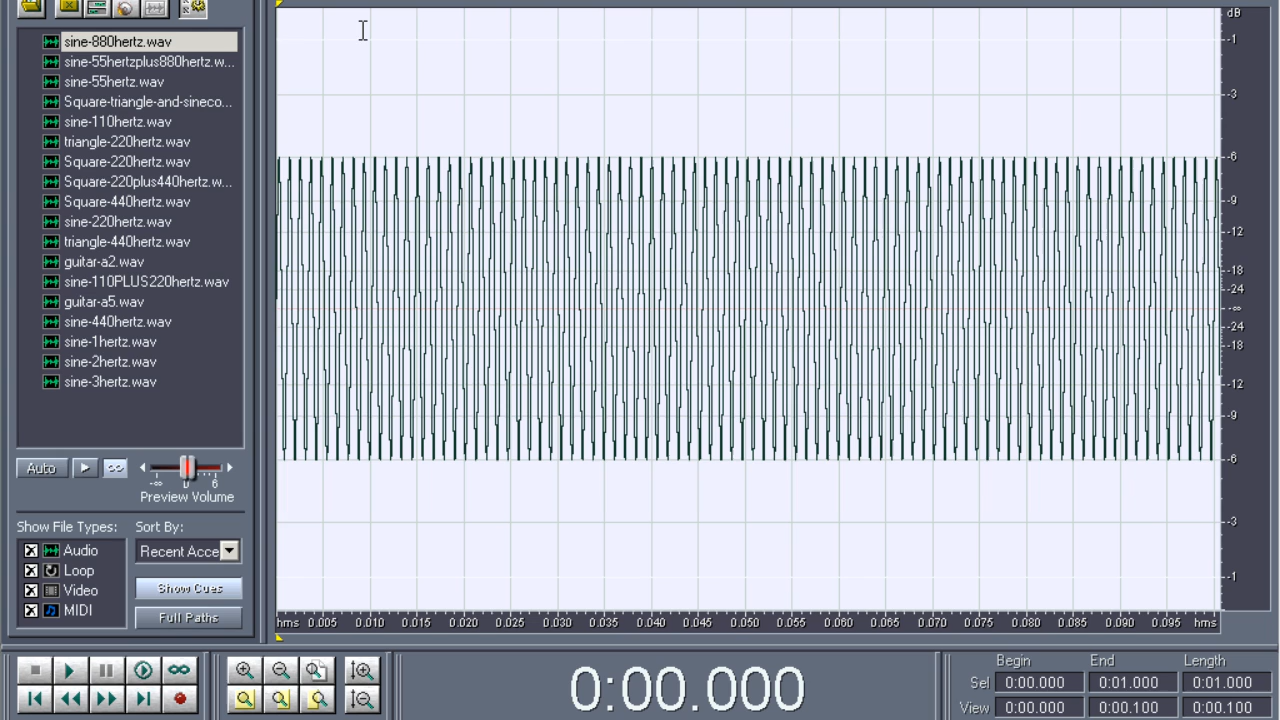 sine-880hertz.wav
sine-55hertzplus880hertz.w...
sine-55hertz.wav
Square-triangle-and-sineco...
sine-110hertz.wav
triangle-220hertz.wav
Square-220hertz.wav
Square-220plus440hertz.w...
Square-440hertz.wav
sine-220hertz.wav
triangle-440hertz.wav
guitar-a2.wav
sine-110PLUS220hertz.wav
guitar-a5.wav
sine-440hertz.wav
sine-1hertz.wav
sine-2hertz.wav
sine-3hertz.wav
Auto
-∞ 0 6
Preview Volume
Show File Types: Sort By:
Audio Recent Acce
Loop
Video Show Cues
MIDI Full Paths
dB
-1
-3
-6
-9
-12
-18
-24
-∞
-24
-18
-12
-9
-6
-3
-1
hms 0.005 0.010 0.015 0.020 0.025 0.030 0.035 0.040 0.045 0.050 0.055 0.060 0.065 0.070 0.075 0.080 0.085 0.090 0.095 hms
0:00.000
Begin End Length
Sel 0:00.000 0:01.000 0:01.000
View 0:00.000 0:00.100 0:00.100